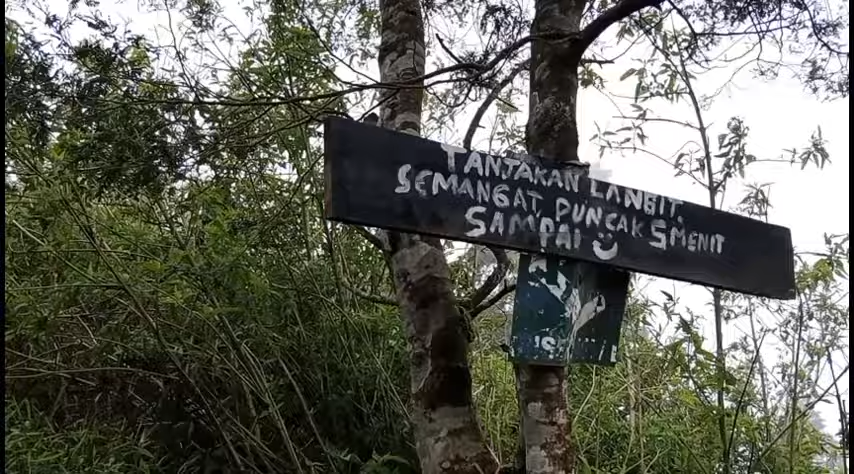 TANJAKAN LANGIT.
SEMANGAT PUNCAK 5MENIT
SAMPAI